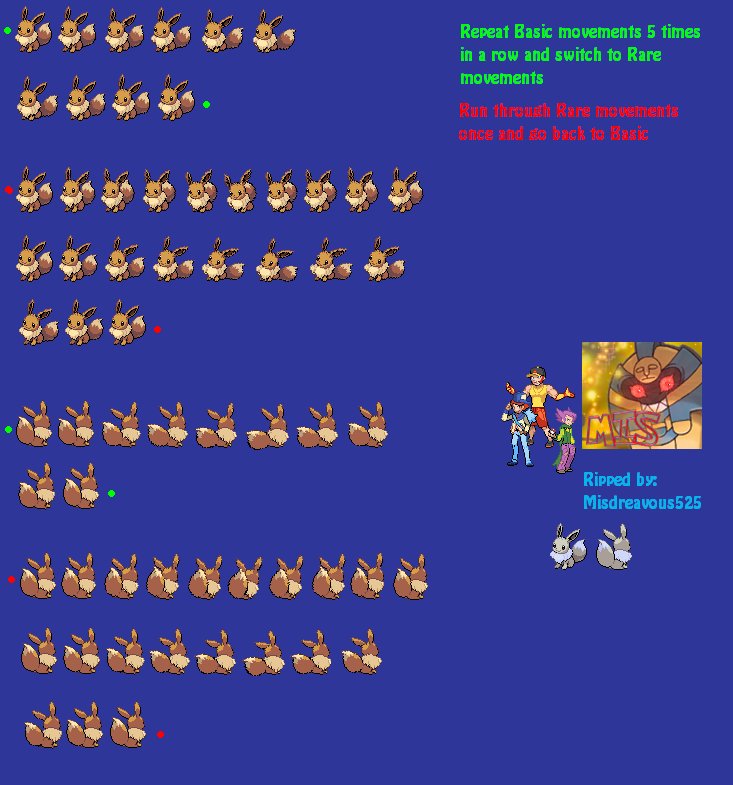 Repeat Basic movements 5 times
in a row and switch to Rare
movements
Run through Rare movements
once and go back to Basic
Ripped by:
Misdreavous525